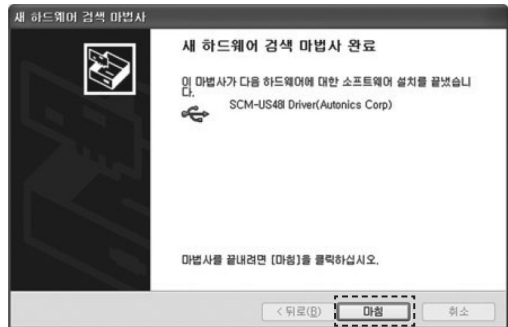 새 하드웨어 검색 마법사
새 하드웨어 검색 마법사 완료
이 마법사가 다음 하드웨어에 대한 소프트웨어 설치를 끝냈습니
다.
SCM-US48I Driver(Autonics Corp)
마법사를 끝내려면 [마침]을 클릭하십시오.
< 뒤로(B) 마침 취소